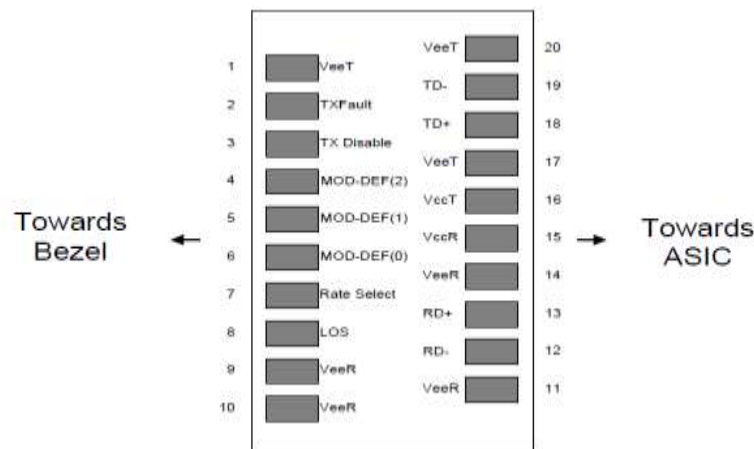 VeeT 20
1 VeeT
TD- 19
2 TXFault
TD+ 18
3 TX Disable
VeeT 17
4 MOD-DEF(2)
VccT 16
5 MOD-DEF(1)
VccR 15
6 MOD-DEF(0)
VeeR 14
7 Rate Select
RD+ 13
8 LOS
RD- 12
9 VeeR
VeeR 11
10 VeeR
Towards
Bezel
Towards
ASIC